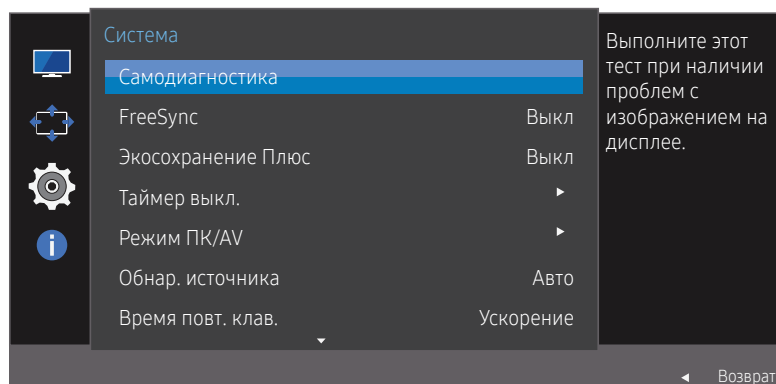 Система
Самодиагностика
FreeSync Выкл
Экосохранение Плюс Выкл
Таймер выкл.
Режим ПК/AV
Обнар. источника Авто
Время повт. клав. Ускорение
Выполните этот
тест при наличии
проблем с
изображением на
дисплее.
Возврат